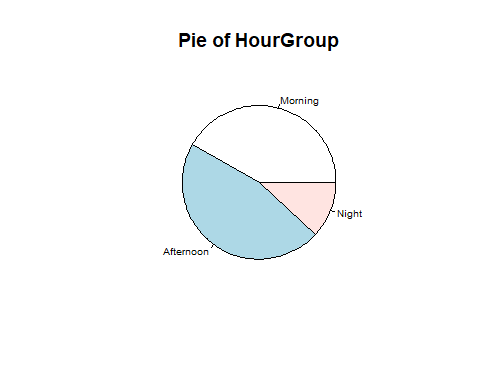 Pie of HourGroup
Morning
Night
Afternoon